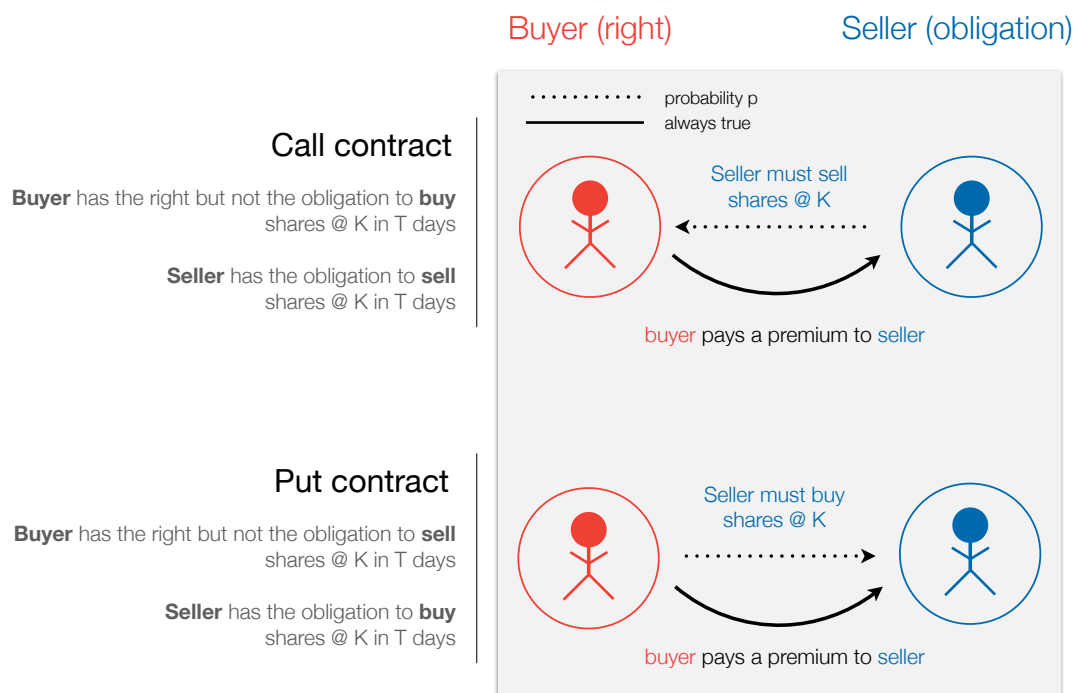 Buyer (right)
Seller (obligation)
probability p
always true
Call contract
Buyer has the right but not the obligation to buy
shares @ K in T days
Seller has the obligation to sell
shares @ K in T days
Seller must sell
shares @ K
buyer pays a premium to seller
Put contract
Buyer has the right but not the obligation to sell
shares @ K in T days
Seller has the obligation to buy
shares @ K in T days
Seller must buy
shares @ K
buyer pays a premium to seller